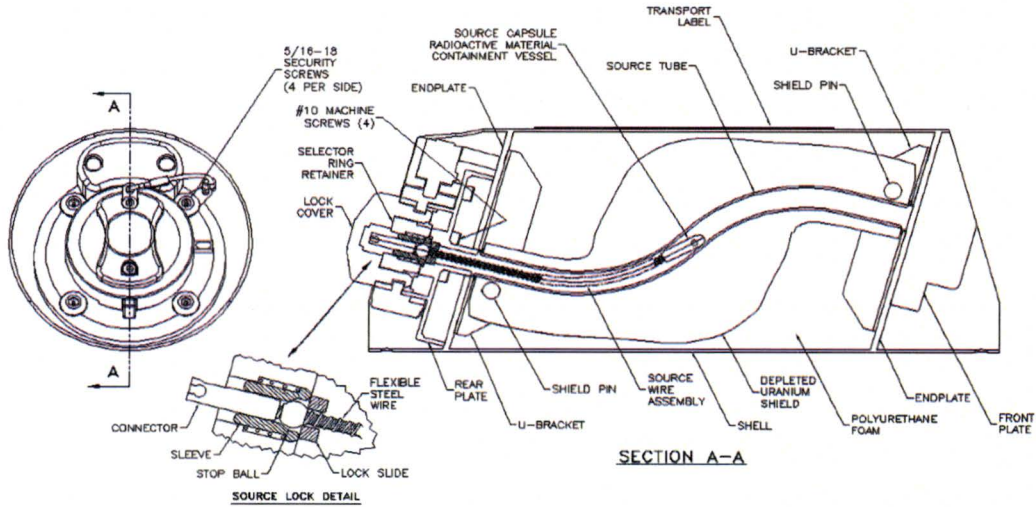 TRANSPORT
LABEL
5/16-18
SECURITY
SCREWS
(4 PER SIDE)
SOURCE CAPSULE
RADIOACTIVE MATERIAL
CONTAINMENT VESSEL
U-BRACKET
SOURCE TUBE
SHIELD PIN
ENDPLATE
#10 MACHINE
SCREWS (4)
SELECTOR
RING
RETAINER
LOCK
COVER
A
A
FLEXIBLE
STEEL
WIRE
REAR
PLATE
SHIELD PIN
SOURCE
WIRE
ASSEMBLY
DEPLETED
URANIUM
SHIELD
ENDPLATE
POLYURETHANE
FOAM
FRONT
PLATE
CONNECTOR
U-BRACKET
SHELL
SLEEVE
STOP BALL
LOCK SLIDE
SECTION A-A
SOURCE LOCK DETAIL